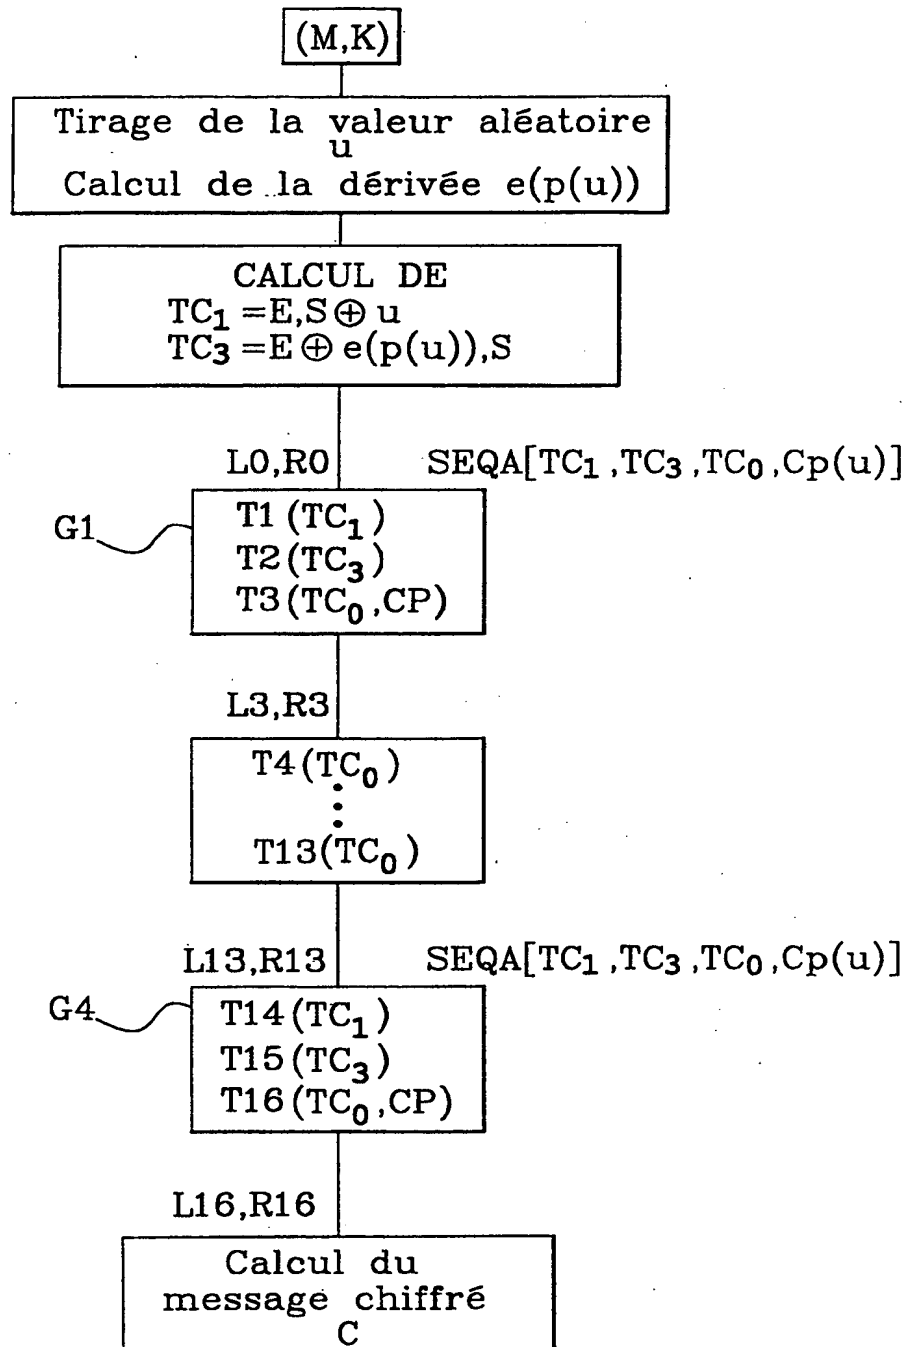 (M,K)
Tirage de la valeur aléatoire
u
Calcul de la dérivée e(p(u))
CALCUL DE
TC₁ =E,S ⊕ u
TC₃ =E ⊕ e(p(u)),S
L0,R0
SEQA[TC₁,TC₃,TC₀,Cp(u)]
G1
T1(TC₁)
T2(TC₃)
T3(TC₀,CP)
L3,R3
T4(TC₀)
⋮
T13(TC₀)
L13,R13
SEQA[TC₁,TC₃,TC₀,Cp(u)]
G4
T14(TC₁)
T15(TC₃)
T16(TC₀,CP)
L16,R16
Calcul du
message chiffré
C